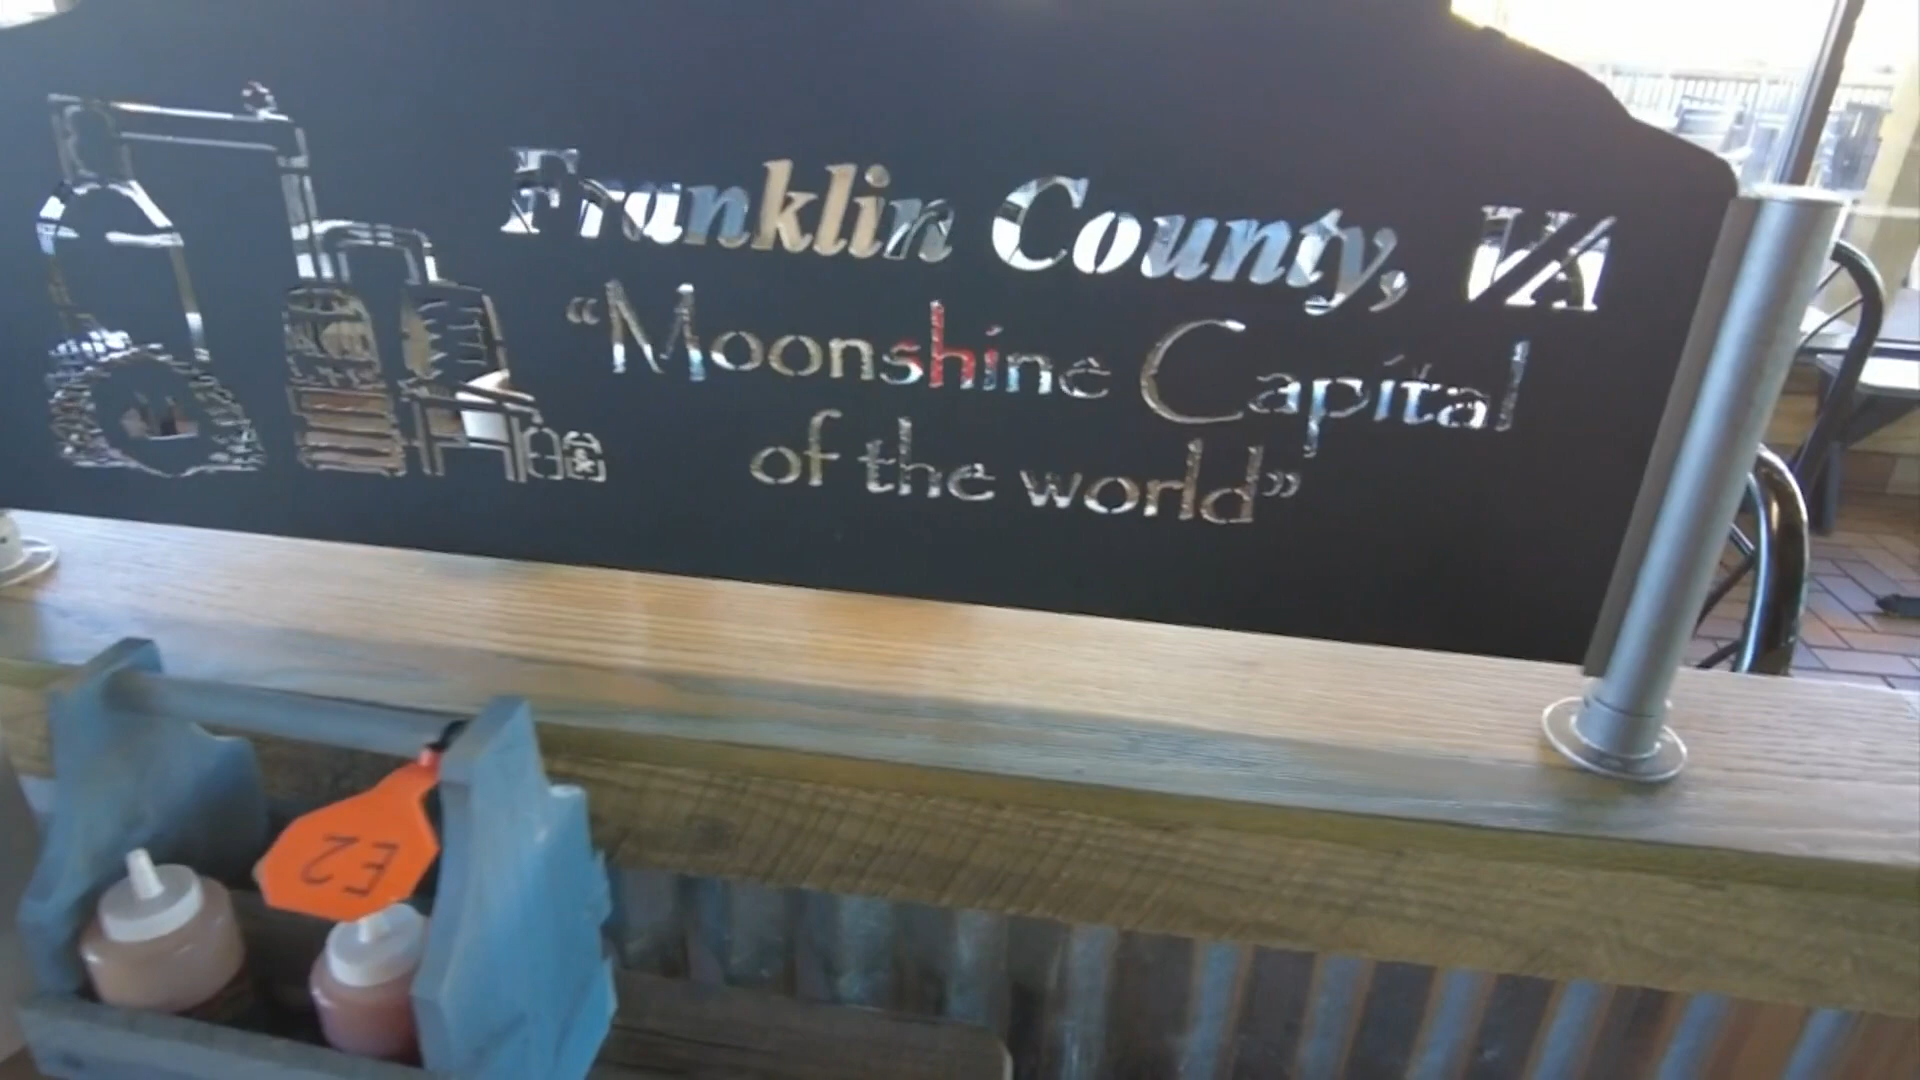 Franklin County, VA
“Moonshine Capital
of the world”
E2